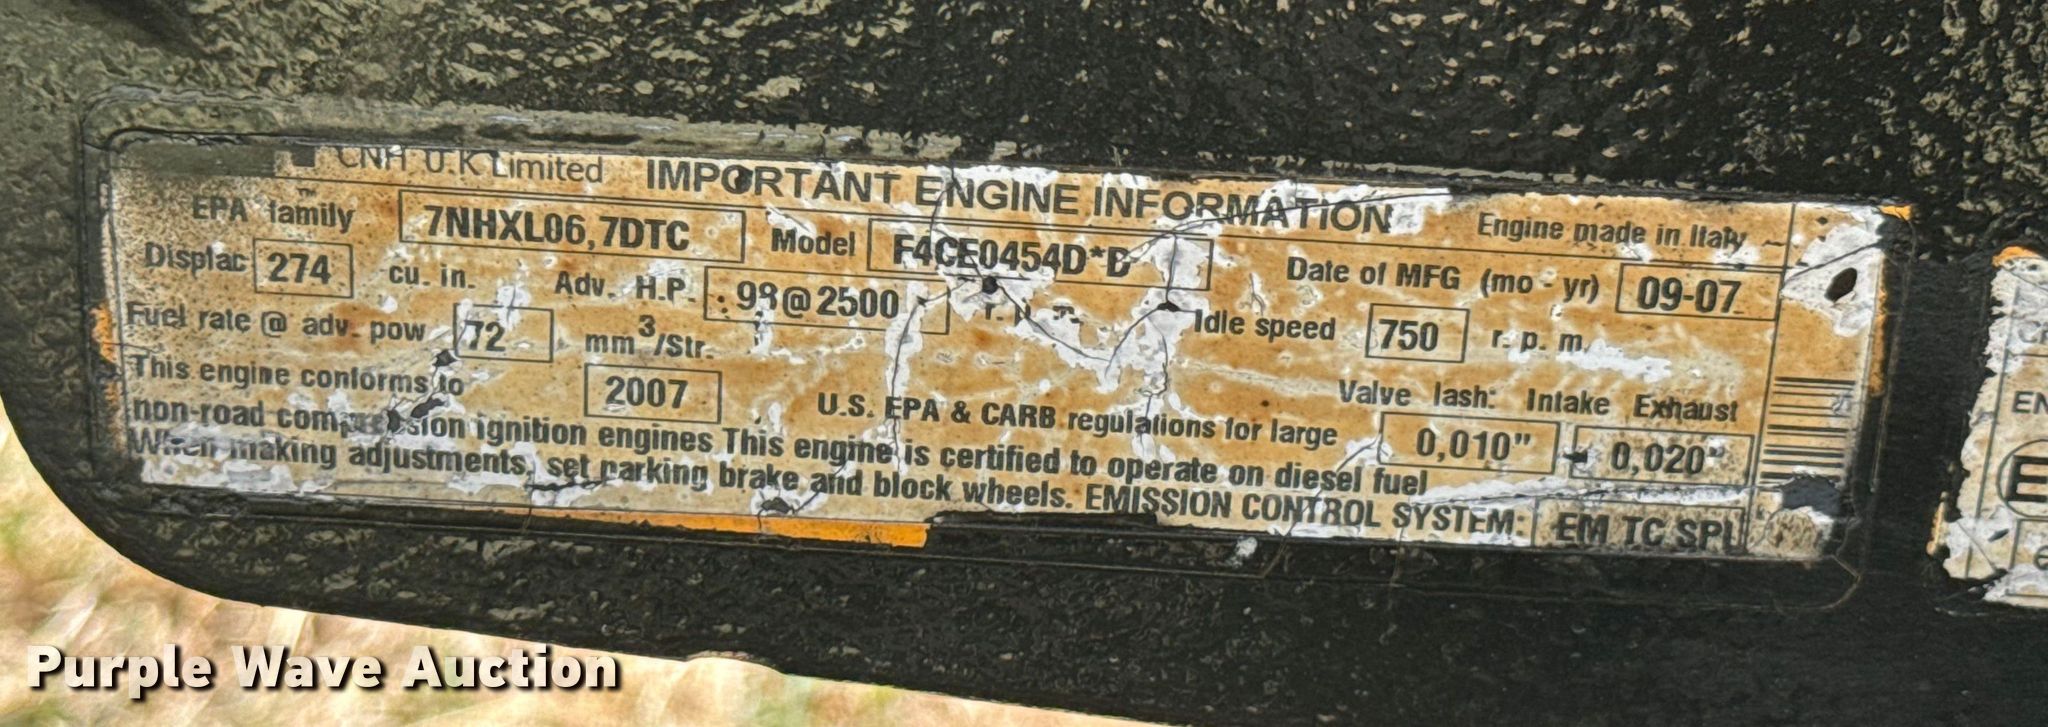 CNH U.K Limited IMPORTANT ENGINE INFORMATION Engine made in Italy
EPA family 7NHXL06,7DTC Model F4CE0454D*B Date of MFG (mo - yr) 09-07
Displac 274 cu. in. Adv. H.P. 98@2500 r. p. m. Idle speed 750 r. p. m.
Fuel rate @ adv. pow 72 mm3/Str. Valve lash: Intake Exhaust
This engine conforms to 2007 U.S. EPA & CARB regulations for large 0,010" 0,020"
non-road compression ignition engines This engine is certified to operate on diesel fuel
When making adjustments, set parking brake and block wheels. EMISSION CONTROL SYSTEM: EM TC SPL
EN
Purple Wave Auction